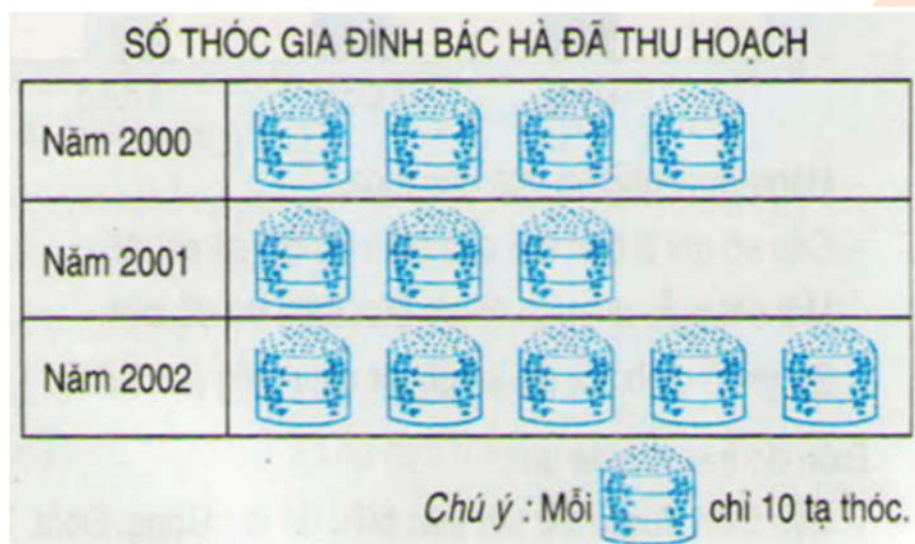 SỐ THÓC GIA ĐÌNH BÁC HÀ ĐÃ THU HOẠCH
Năm 2000
Năm 2001
Năm 2002
Chú ý : Mỗi chỉ 10 tạ thóc.